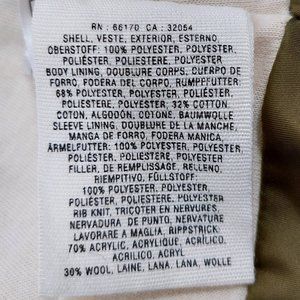 RN : 66170 CA : 32054
SHELL, VESTE, EXTERIOR, ESTERNO,
OBERSTOFF: 100% POLYESTER, POLYESTER,
POLIÉSTER, POLIESTERE, POLYESTER
BODY LINING, DOUBLURE CORPS, CUERPO DE
FORRO, FODERA DEL CORPO, RUMPFFUTTER:
68% POLYESTER, POLYESTER, POLIÉSTER,
POLIESTERE, POLYESTER, 32% COTTON
COTON, ALGODÓN, COTONE, BAUMWOLLE
SLEEVE LINING, DOUBLURE DE LA MANCHE,
MANGA DE FORRO, FODERA MANICA,
ÄRMELFUTTER: 100% POLYESTER, POLYESTER,
POLIÉSTER, POLIESTERE, POLYESTER
FILLER, DE REMPLISSAGE, RELLENO,
RIEMPITIVO, FÜLLSTOFF:
100% POLYESTER, POLYESTER,
POLIÉSTER, POLIESTERE, POLYESTER
RIB KNIT, TRICOTER EN NERVURES,
NERVADURA DE PUNTO, NERVATURE
LAVORARE A MAGLIA, RIPPSTRICK:
70% ACRYLIC, ACRYLIQUE, ACRÍLICO,
ACRILICO, ACRYL
30% WOOL, LAINE, LANA, LANA, WOLLE